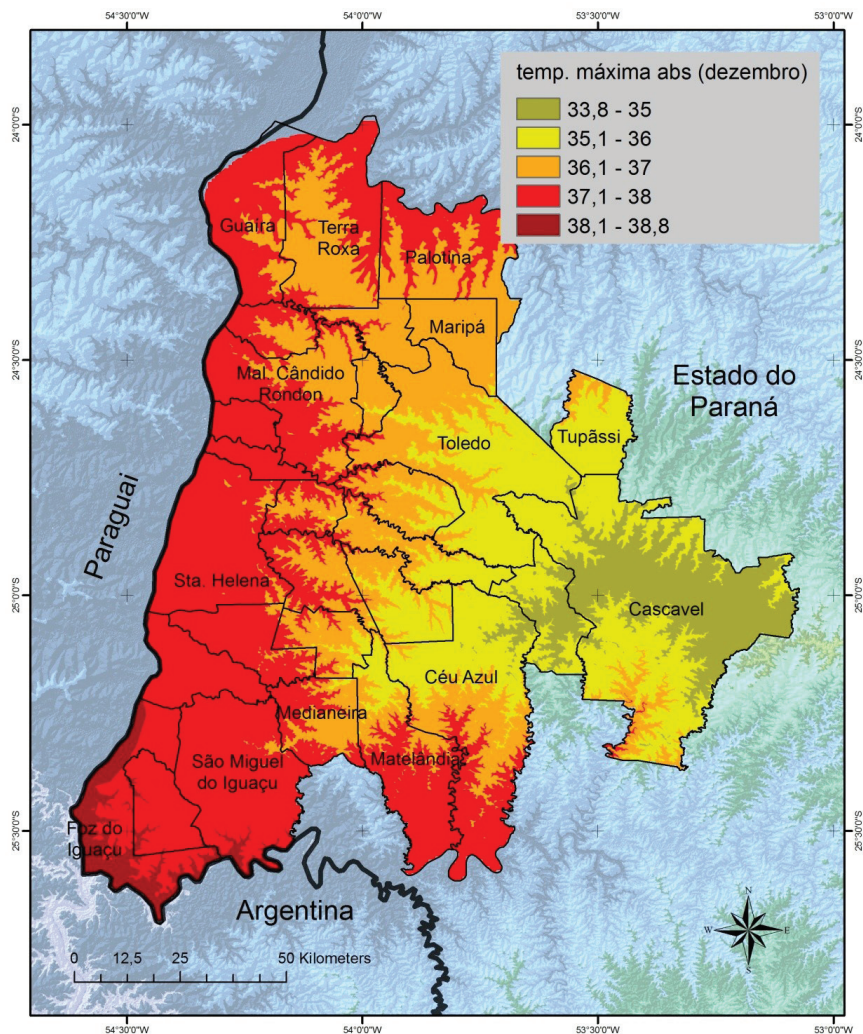 54°30'0"W
54°0'0"W
53°30'0"W
53°0'0"W
temp. máxima abs (dezembro)
33,8 - 35
35,1 - 36
36,1 - 37
37,1 - 38
38,1 - 38,8
24°0'0"S
24°0'0"S
Guaíra
Terra
Roxa
Palotina
Maripá
24°30'0"S
24°30'0"S
Mal. Cândido
Rondon
Estado do
Paraná
Toledo
Tupãssi
Paraguai
25°0'0"S
25°0'0"S
Sta. Helena
Cascavel
Céu Azul
Medianeira
São Miguel
do Iguaçu
Matelândia
25°30'0"S
25°30'0"S
Foz do
Iguaçu
Argentina
0 12,5 25 50 Kilometers
N
W
E
S
54°30'0"W
54°0'0"W
53°30'0"W
53°0'0"W